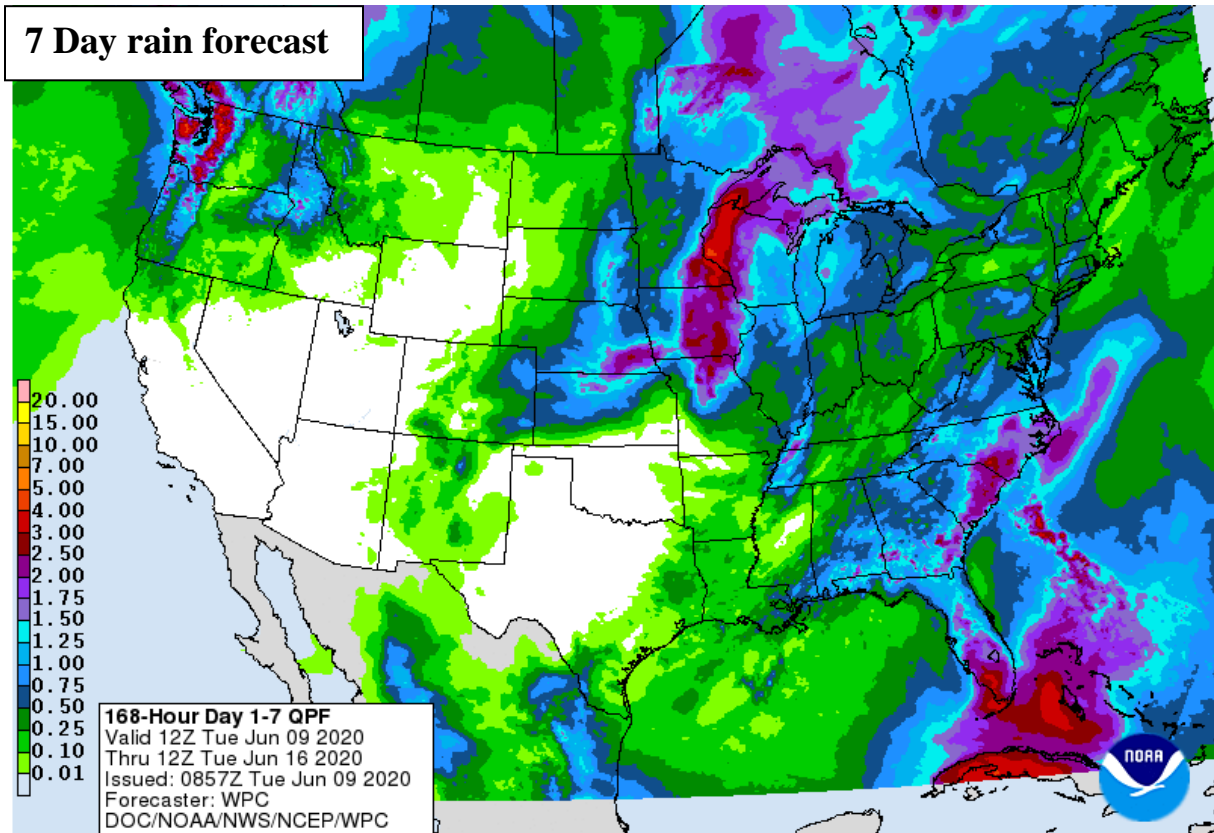 7 Day rain forecast
20.00
15.00
10.00
7.00
5.00
4.00
3.00
2.50
2.00
1.75
1.50
1.25
1.00
0.75
0.50
0.25
0.10
0.01
168-Hour Day 1-7 QPF
Valid 12Z Tue Jun 09 2020
Thru 12Z Tue Jun 16 2020
Issued: 0857Z Tue Jun 09 2020
Forecaster: WPC
DOC/NOAA/NWS/NCEP/WPC
NOAA